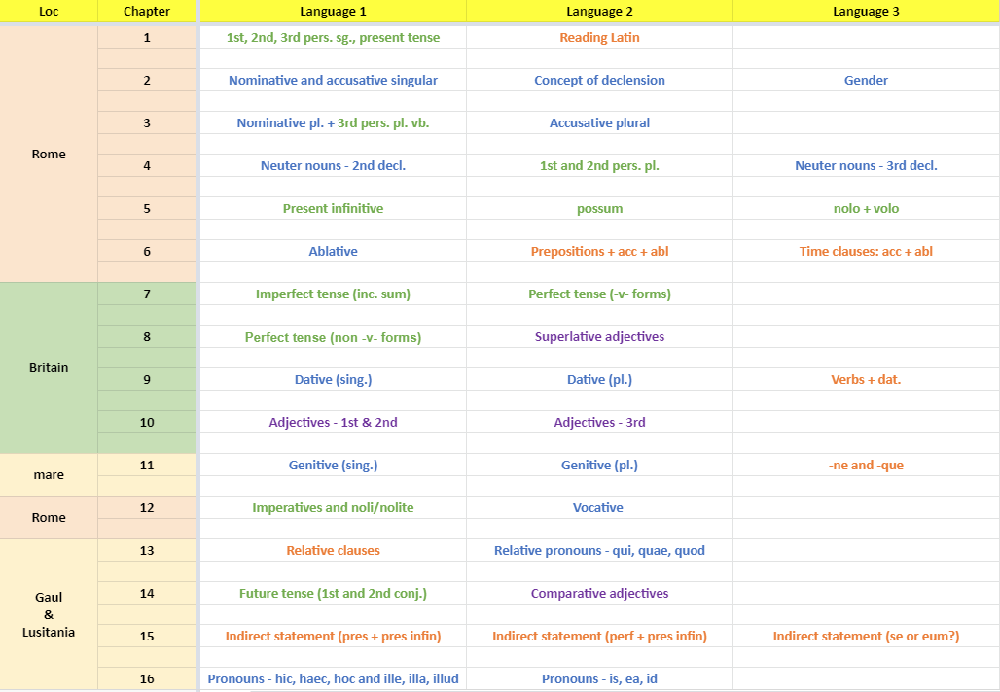 Loc Chapter Language 1 Language 2 Language 3
1 1st, 2nd, 3rd pers. sg., present tense Reading Latin
2 Nominative and accusative singular Concept of declension Gender
3 Nominative pl. + 3rd pers. pl. vb. Accusative plural
Rome
4 Neuter nouns - 2nd decl. 1st and 2nd pers. pl. Neuter nouns - 3rd decl.
5 Present infinitive possum nolo + volo
6 Ablative Prepositions + acc + abl Time clauses: acc + abl
7 Imperfect tense (inc. sum) Perfect tense (-v- forms)
8 Perfect tense (non -v- forms) Superlative adjectives
Britain
9 Dative (sing.) Dative (pl.) Verbs + dat.
10 Adjectives - 1st & 2nd Adjectives - 3rd
11 Genitive (sing.) Genitive (pl.) -ne and -que
mare
12 Imperatives and noli/nolite Vocative
Rome
13 Relative clauses Relative pronouns - qui, quae, quod
14 Future tense (1st and 2nd conj.) Comparative adjectives
Gaul
&
Lusitania
15 Indirect statement (pres + pres infin) Indirect statement (perf + pres infin) Indirect statement (se or eum?)
16 Pronouns - hic, haec, hoc and ille, illa, illud Pronouns - is, ea, id